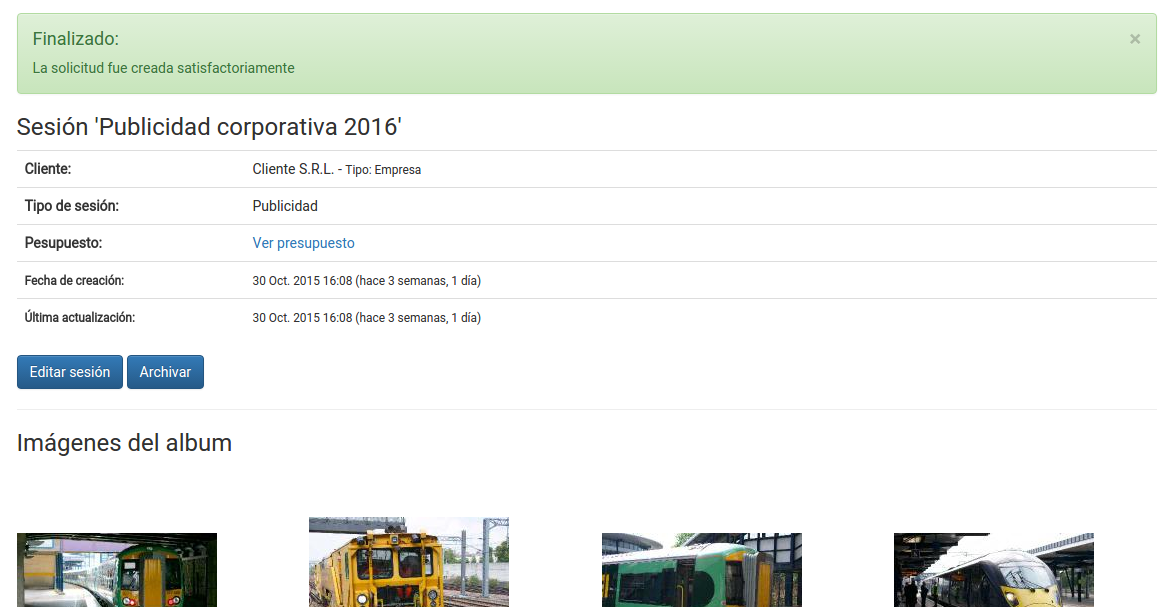 Finalizado:
×
La solicitud fue creada satisfactoriamente
Sesión 'Publicidad corporativa 2016'
Cliente: Cliente S.R.L. - Tipo: Empresa
Tipo de sesión: Publicidad
Pesupuesto: Ver presupuesto
Fecha de creación: 30 Oct. 2015 16:08 (hace 3 semanas, 1 día)
Última actualización: 30 Oct. 2015 16:08 (hace 3 semanas, 1 día)
Editar sesión Archivar
Imágenes del album